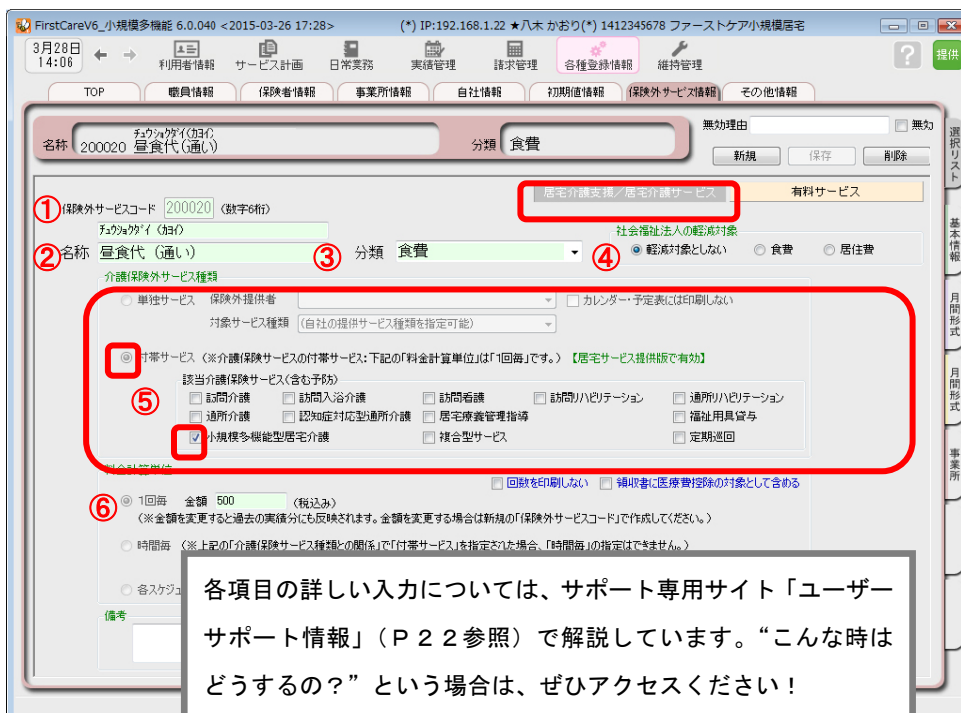 FirstCareV6_小規模多機能 6.0.040 <2015-03-26 17:28> (*) IP:192.168.1.22 ★八木 かおり(*) 1412345678 ファーストケア小規模居宅
3月28日
14:06
利用者情報 サービス計画 日常業務 実績管理 請求管理 各種登録情報 維持管理
?
提供
TOP 職員情報 保険者情報 事業所情報 自社情報 初期値情報 保険外サービス情報 その他情報
名称 200020 チュウショクダイ(カヨイ)
昼食代(通い)
分類 食費
無効理由
無効
新規 保存 削除
選択リスト
基本情報
月間形式
月間形式
事業所
居宅介護支援/居宅介護サービス 有料サービス
① 保険外サービスコード 200020 (数字6桁)
チュウショクダイ (カヨイ)
② 名称 昼食代(通い)
③ 分類 食費
社会福祉法人の軽減対象
④ 軽減対象としない 食費 居住費
介護保険外サービス種類
単独サービス 保険外提供者 カレンダー・予定表には印刷しない
対象サービス種類 (自社の提供サービス種類を指定可能)
付帯サービス (※介護保険サービスの付帯サービス:下記の「料金計算単位」は「1回毎」です。) 【居宅サービス提供版で有効】
⑤
該当介護保険サービス(含む予防)
訪問介護 訪問入浴介護 訪問看護 訪問リハビリテーション 通所リハビリテーション
通所介護 認知症対応型通所介護 居宅療養管理指導 福祉用具貸与
小規模多機能型居宅介護 複合型サービス 定期巡回
料金計算単位
回数を印刷しない 領収書に医療費控除の対象として含める
⑥ 1回毎 金額 500 (税込み)
(※金額を変更すると過去の実績分にも反映されます。金額を変更する場合は新規の「保険外サービスコード」で作成してください。)
時間毎 (※上記の「介護保険サービス種類との関係」で「付帯サービス」を指定された場合、「時間毎」の指定はできません。)
各スケジュ
備考
各項目の詳しい入力については、サポート専用サイト「ユーザー
サポート情報」(P22参照)で解説しています。“こんな時は
どうするの?”という場合は、ぜひアクセスください!